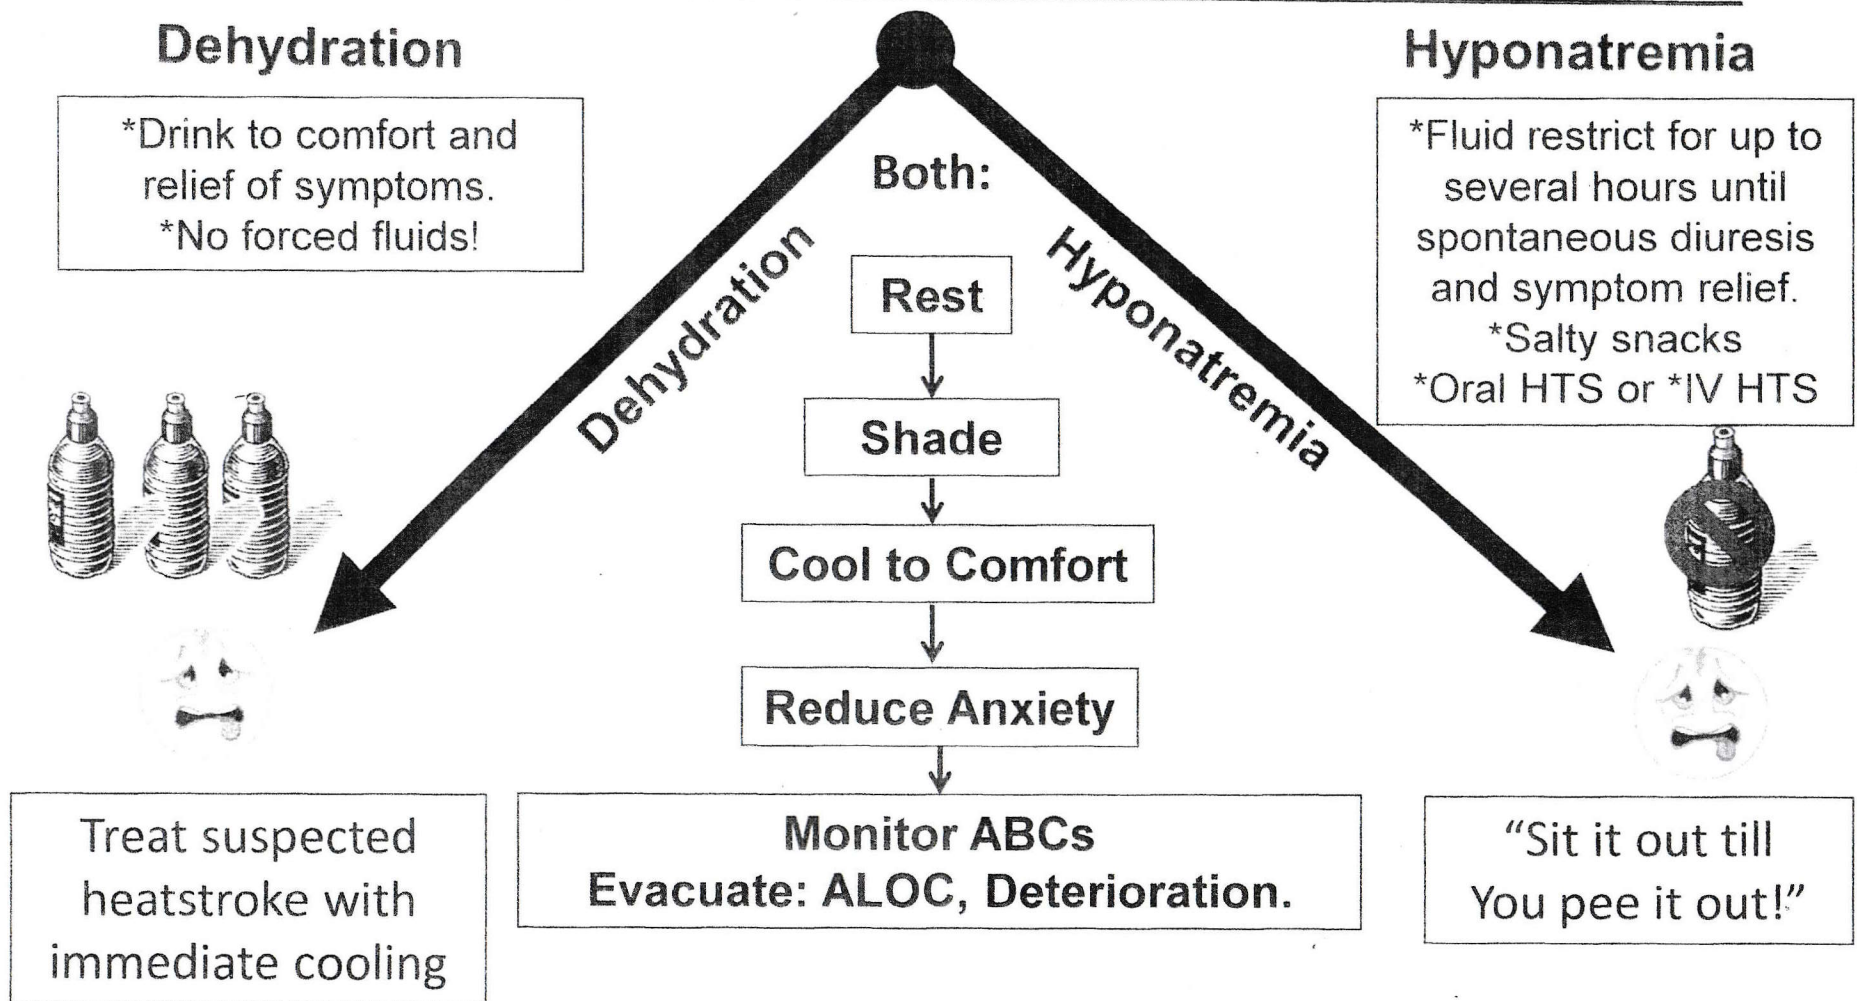 Dehydration
*Drink to comfort and
relief of symptoms.
*No forced fluids!
Dehydration
Both:
Rest
Shade
Cool to Comfort
Reduce Anxiety
Monitor ABCs
Evacuate: ALOC, Deterioration.
Hyponatremia
Hyponatremia
*Fluid restrict for up to
several hours until
spontaneous diuresis
and symptom relief.
*Salty snacks
*Oral HTS or *IV HTS
Treat suspected
heatstroke with
immediate cooling
“Sit it out till
You pee it out!”